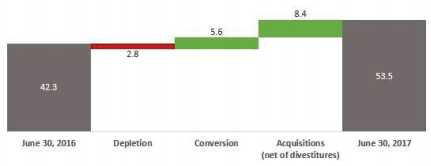 8.4
5.6
2.8
42.3
53.5
June 30, 2016
Depletion
Conversion
Acquisitions
(net of divestitures)
June 30, 2017